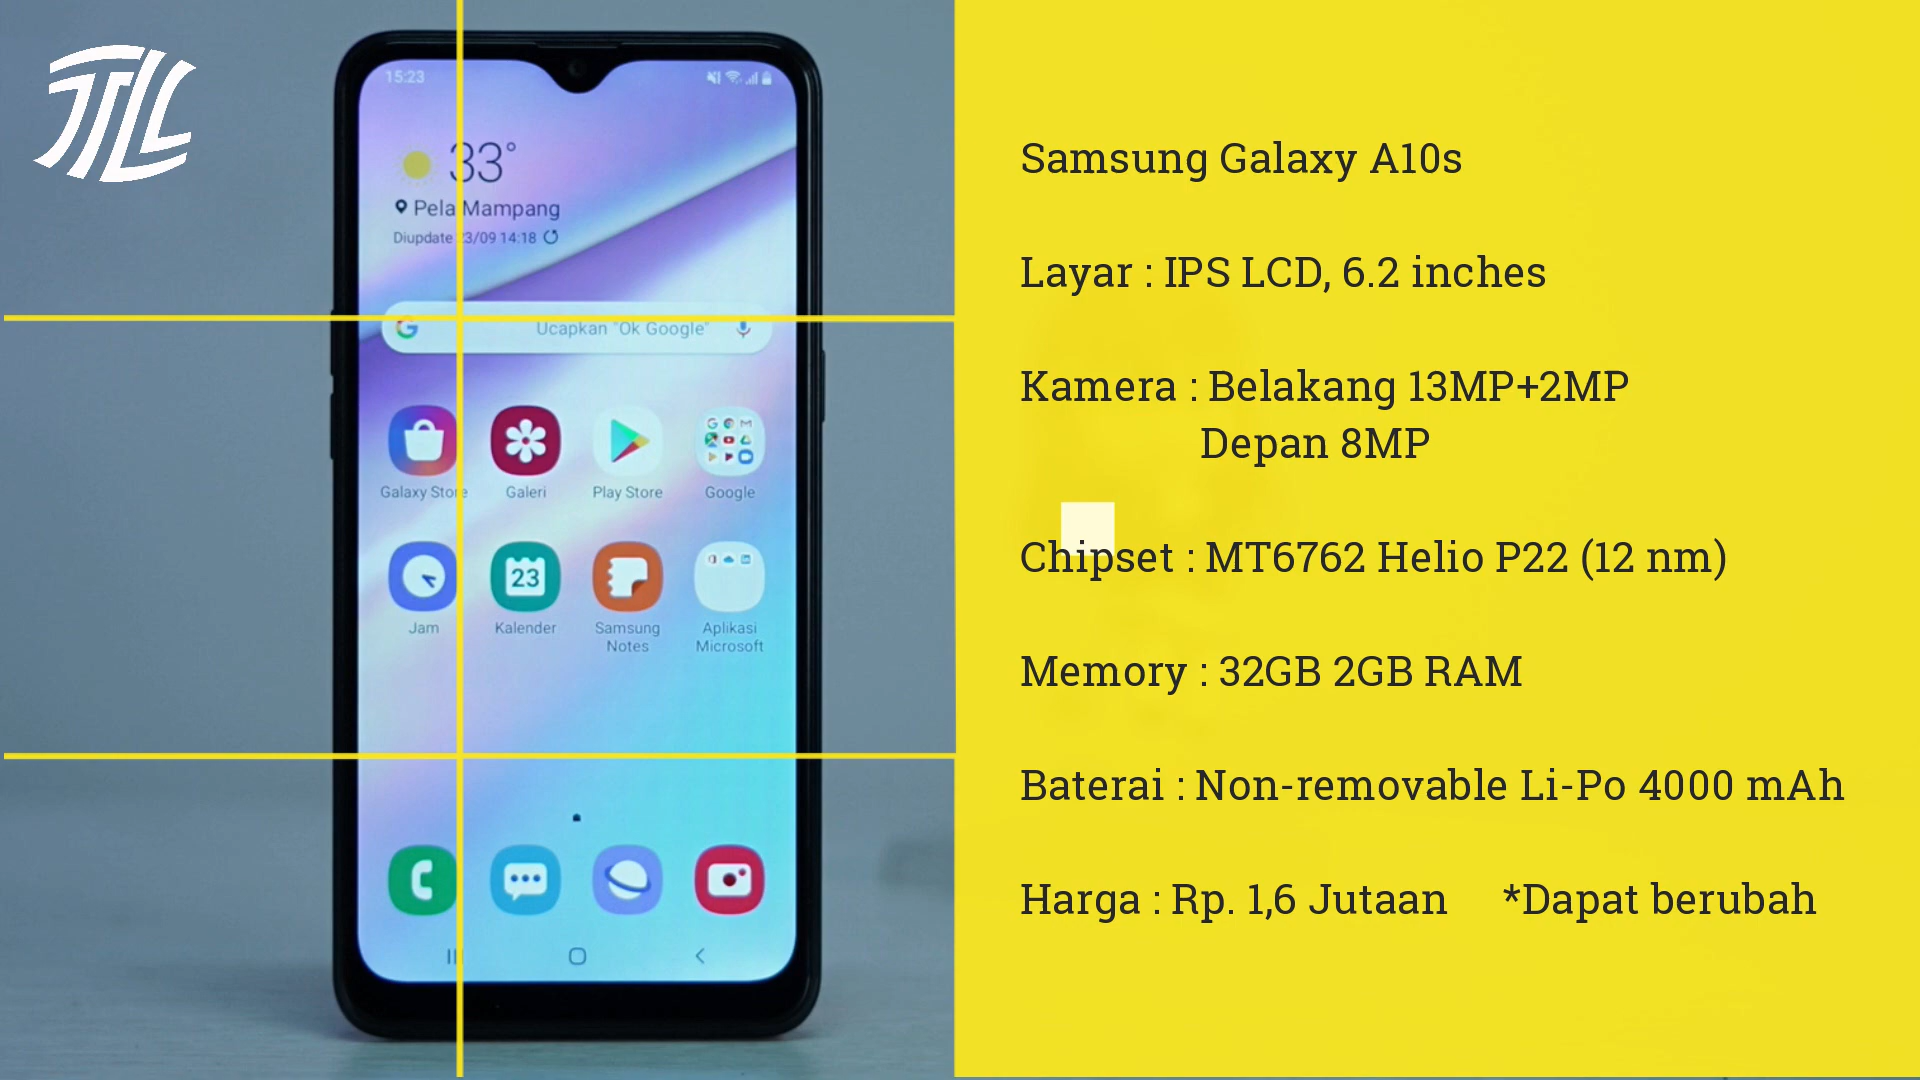 TLC
15:23
33°
Pela Mampang
Diupdate 23/09 14:18
Ucapkan "Ok Google"
Galaxy Store
Galeri
Play Store
Google
23
Jam
Kalender
Samsung
Notes
Aplikasi
Microsoft
Samsung Galaxy A10s
Layar : IPS LCD, 6.2 inches
Kamera : Belakang 13MP+2MP
Depan 8MP
Chipset : MT6762 Helio P22 (12 nm)
Memory : 32GB 2GB RAM
Baterai : Non-removable Li-Po 4000 mAh
Harga : Rp. 1,6 Jutaan *Dapat berubah